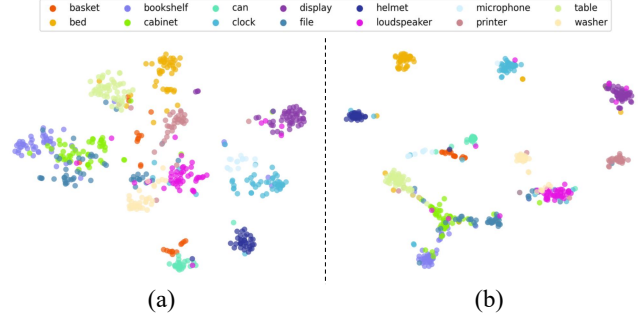 basket bookshelf can display helmet microphone table
bed cabinet clock file loudspeaker printer washer
(a) (b)